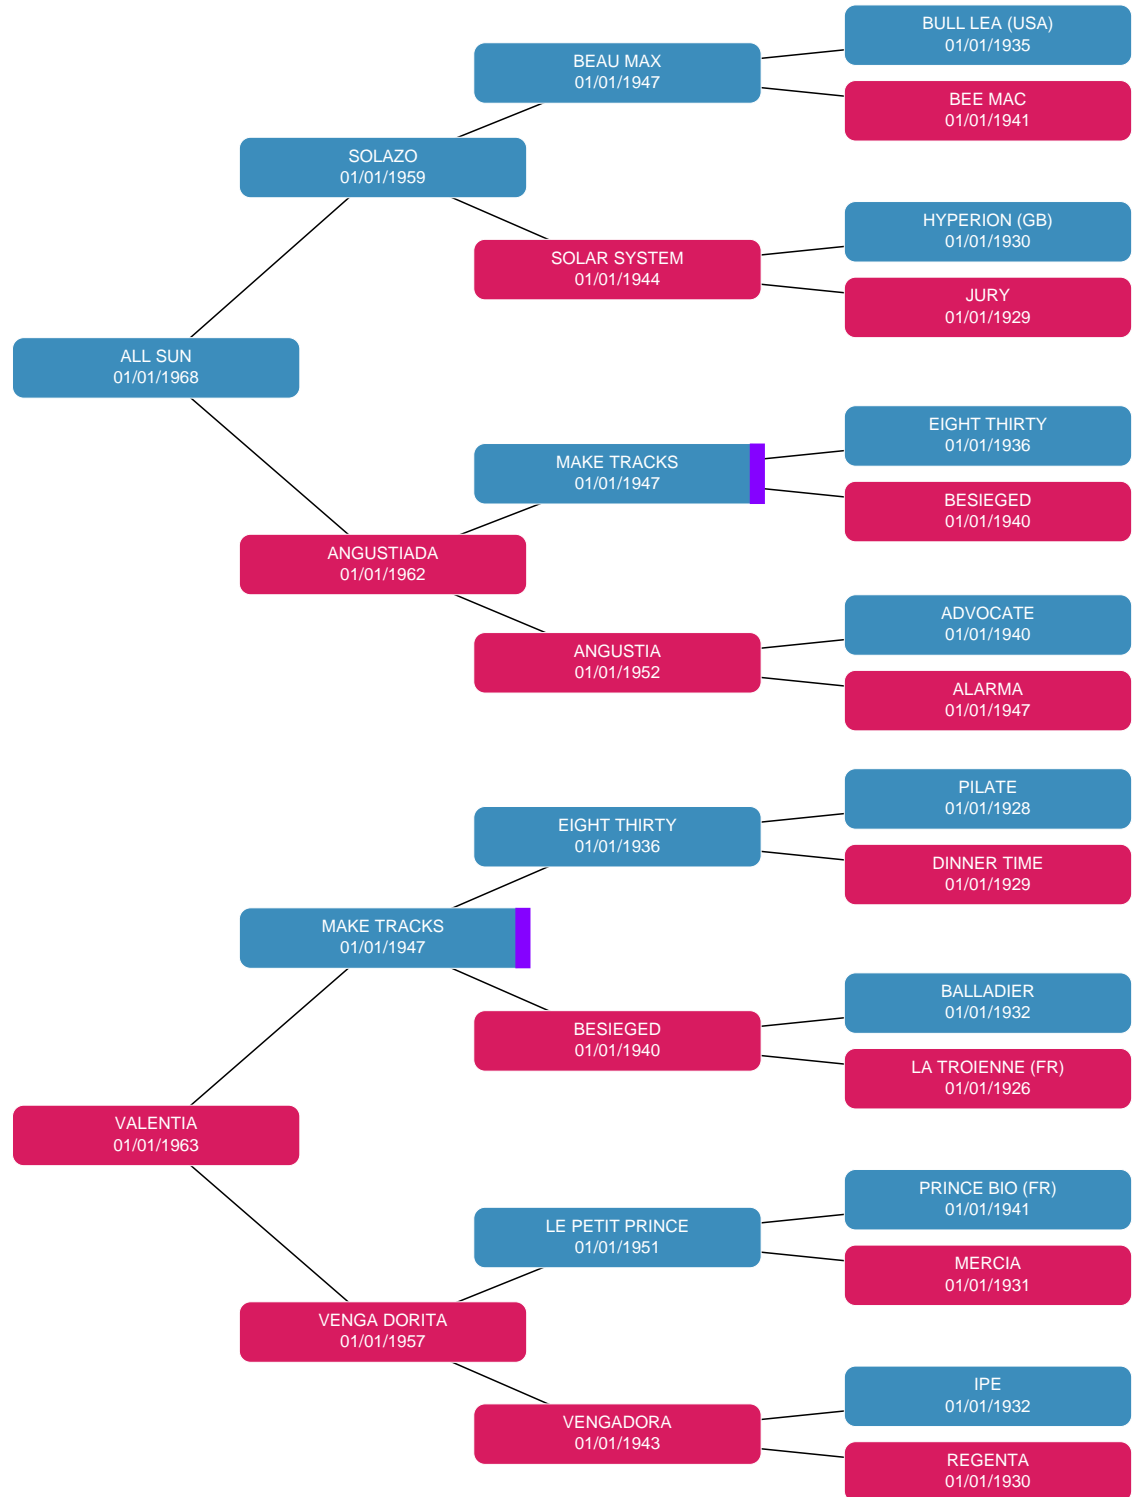 BULL LEA (USA)
01/01/1935
BEAU MAX
01/01/1947
BEE MAC
01/01/1941
SOLAZO
01/01/1959
HYPERION (GB)
01/01/1930
SOLAR SYSTEM
01/01/1944
JURY
01/01/1929
ALL SUN
01/01/1968
EIGHT THIRTY
01/01/1936
MAKE TRACKS
01/01/1947
BESIEGED
01/01/1940
ANGUSTIADA
01/01/1962
ADVOCATE
01/01/1940
ANGUSTIA
01/01/1952
ALARMA
01/01/1947
PILATE
01/01/1928
EIGHT THIRTY
01/01/1936
DINNER TIME
01/01/1929
MAKE TRACKS
01/01/1947
BALLADIER
01/01/1932
BESIEGED
01/01/1940
LA TROIENNE (FR)
01/01/1926
VALENTIA
01/01/1963
PRINCE BIO (FR)
01/01/1941
LE PETIT PRINCE
01/01/1951
MERCIA
01/01/1931
VENGA DORITA
01/01/1957
IPE
01/01/1932
VENGADORA
01/01/1943
REGENTA
01/01/1930